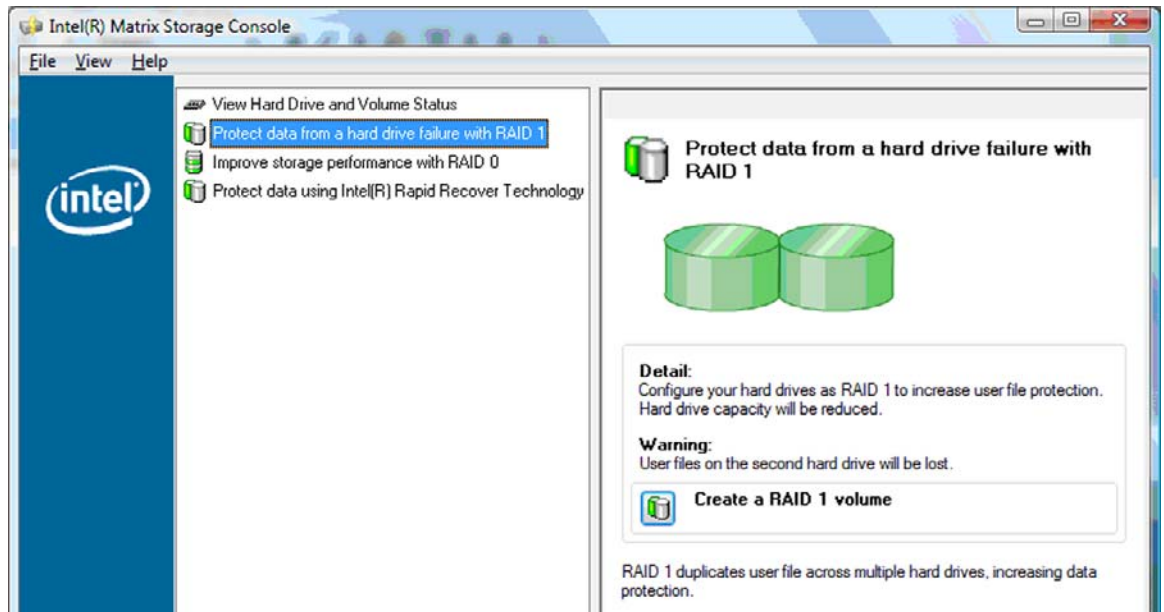 Intel(R) Matrix Storage Console
File View Help
intel
View Hard Drive and Volume Status
Protect data from a hard drive failure with RAID 1
Improve storage performance with RAID 0
Protect data using Intel(R) Rapid Recover Technology
Protect data from a hard drive failure with
RAID 1
Detail:
Configure your hard drives as RAID 1 to increase user file protection.
Hard drive capacity will be reduced.
Warning:
User files on the second hard drive will be lost.
Create a RAID 1 volume
RAID 1 duplicates user file across multiple hard drives, increasing data
protection.